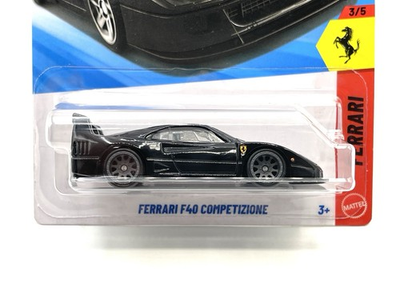 3/5
FERRARI
FERRARI F40 COMPETIZIONE
3+
MATTEL